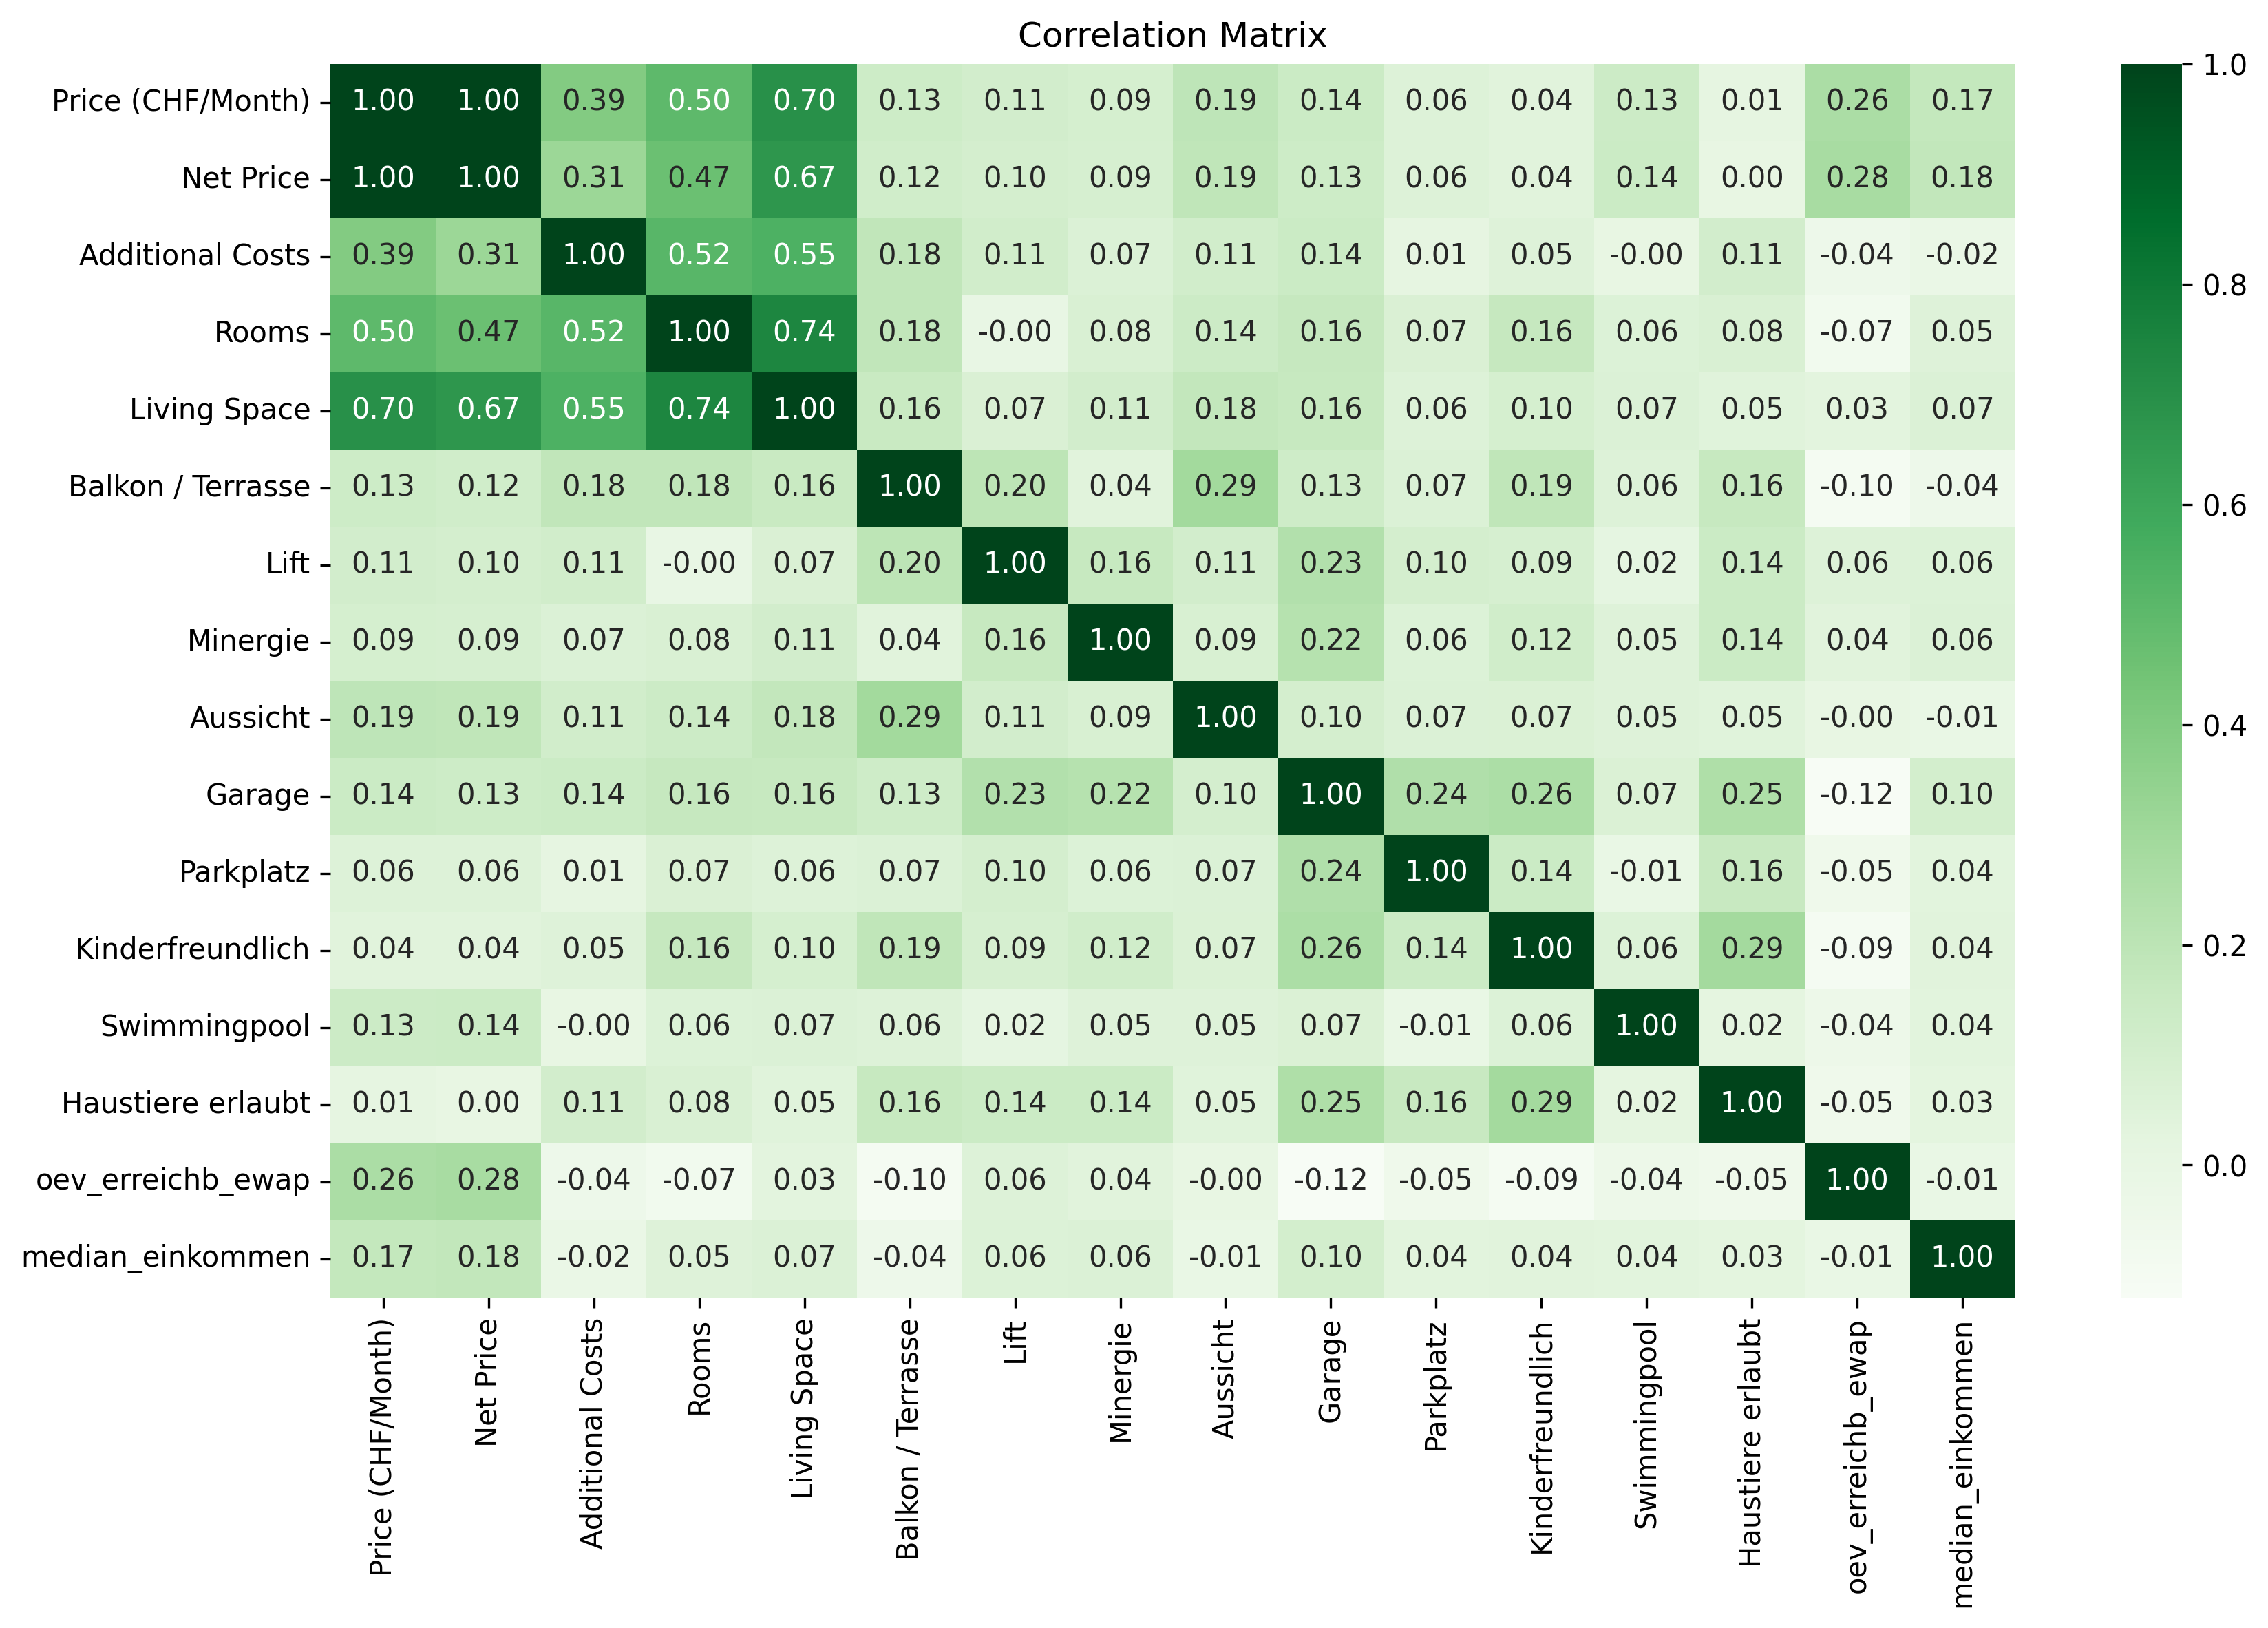 Correlation Matrix
Price (CHF/Month) 1.00 1.00 0.39 0.50 0.70 0.13 0.11 0.09 0.19 0.14 0.06 0.04 0.13 0.01 0.26 0.17
Net Price 1.00 1.00 0.31 0.47 0.67 0.12 0.10 0.09 0.19 0.13 0.06 0.04 0.14 0.00 0.28 0.18
Additional Costs 0.39 0.31 1.00 0.52 0.55 0.18 0.11 0.07 0.11 0.14 0.01 0.05 -0.00 0.11 -0.04 -0.02
Rooms 0.50 0.47 0.52 1.00 0.74 0.18 -0.00 0.08 0.14 0.16 0.07 0.16 0.06 0.08 -0.07 0.05
Living Space 0.70 0.67 0.55 0.74 1.00 0.16 0.07 0.11 0.18 0.16 0.06 0.10 0.07 0.05 0.03 0.07
Balkon / Terrasse 0.13 0.12 0.18 0.18 0.16 1.00 0.20 0.04 0.29 0.13 0.07 0.19 0.06 0.16 -0.10 -0.04
Lift 0.11 0.10 0.11 -0.00 0.07 0.20 1.00 0.16 0.11 0.23 0.10 0.09 0.02 0.14 0.06 0.06
Minergie 0.09 0.09 0.07 0.08 0.11 0.04 0.16 1.00 0.09 0.22 0.06 0.12 0.05 0.14 0.04 0.06
Aussicht 0.19 0.19 0.11 0.14 0.18 0.29 0.11 0.09 1.00 0.10 0.07 0.07 0.05 0.05 -0.00 -0.01
Garage 0.14 0.13 0.14 0.16 0.16 0.13 0.23 0.22 0.10 1.00 0.24 0.26 0.07 0.25 -0.12 0.10
Parkplatz 0.06 0.06 0.01 0.07 0.06 0.07 0.10 0.06 0.07 0.24 1.00 0.14 -0.01 0.16 -0.05 0.04
Kinderfreundlich 0.04 0.04 0.05 0.16 0.10 0.19 0.09 0.12 0.07 0.26 0.14 1.00 0.06 0.29 -0.09 0.04
Swimmingpool 0.13 0.14 -0.00 0.06 0.07 0.06 0.02 0.05 0.05 0.07 -0.01 0.06 1.00 0.02 -0.04 0.04
Haustiere erlaubt 0.01 0.00 0.11 0.08 0.05 0.16 0.14 0.14 0.05 0.25 0.16 0.29 0.02 1.00 -0.05 0.03
oev_erreichb_ewap 0.26 0.28 -0.04 -0.07 0.03 -0.10 0.06 0.04 -0.00 -0.12 -0.05 -0.09 -0.04 -0.05 1.00 -0.01
median_einkommen 0.17 0.18 -0.02 0.05 0.07 -0.04 0.06 0.06 -0.01 0.10 0.04 0.04 0.04 0.03 -0.01 1.00
Price (CHF/Month)
Net Price
Additional Costs
Rooms
Living Space
Balkon / Terrasse
Lift
Minergie
Aussicht
Garage
Parkplatz
Kinderfreundlich
Swimmingpool
Haustiere erlaubt
oev_erreichb_ewap
median_einkommen
1.0
0.8
0.6
0.4
0.2
0.0